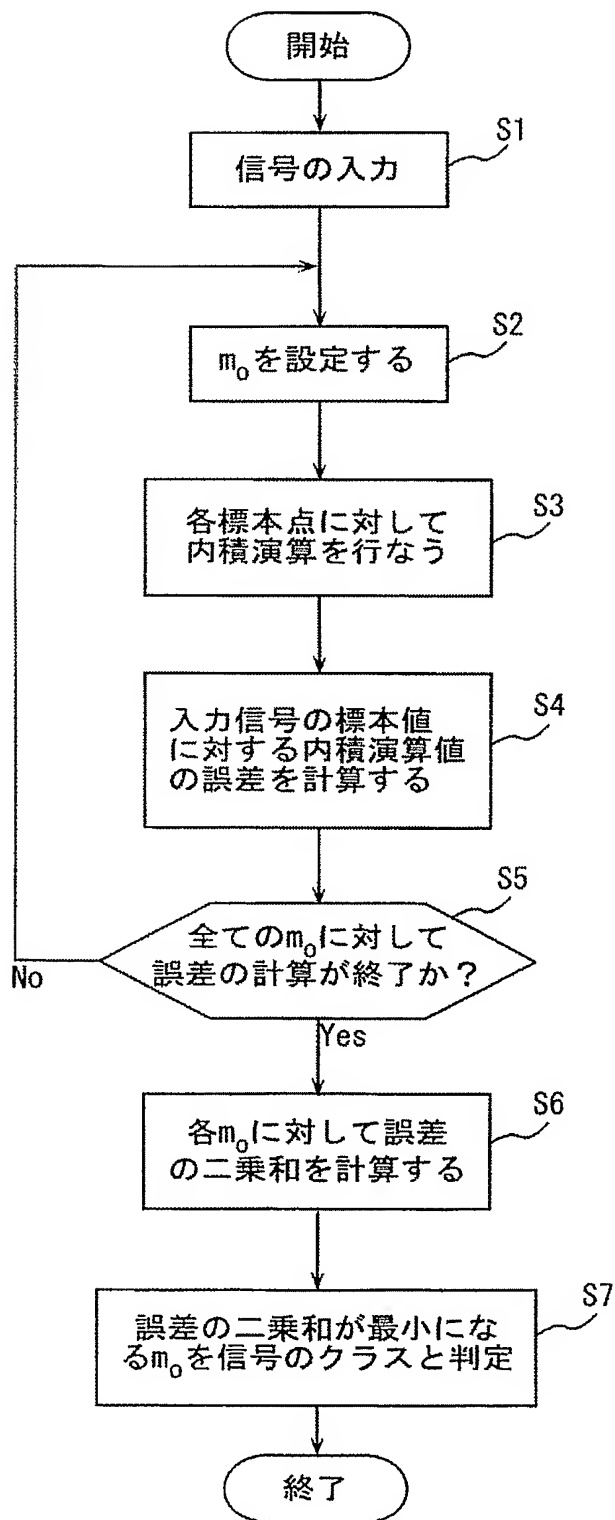 開始
S1
信号の入力
S2
moを設定する
S3
各標本点に対して
内積演算を行なう
S4
入力信号の標本値
に対する内積演算値
の誤差を計算する
S5
全てのmoに対して
誤差の計算が終了か？
No
Yes
S6
各moに対して誤差
の二乗和を計算する
S7
誤差の二乗和が最小にな
るmoを信号のクラスと判定
終了